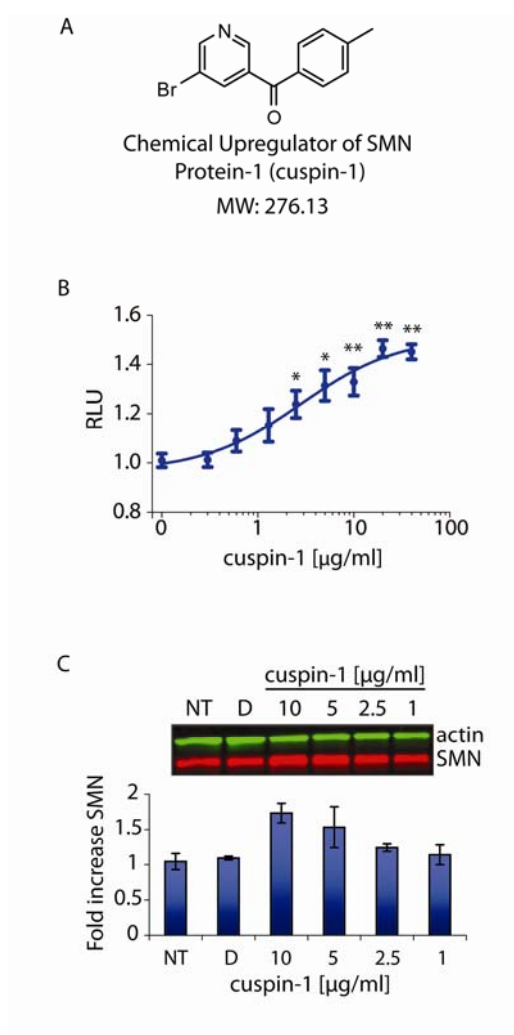 A
N
Br
O
Chemical Upregulator of SMN
Protein-1 (cuspin-1)
MW: 276.13
B
1.6
1.4
1.2
1.0
0.8
RLU
* * ** ** **
0 1 10 100
cuspin-1 [µg/ml]
C
cuspin-1 [µg/ml]
NT D 10 5 2.5 1
actin
SMN
2
1.5
1
0.5
0
Fold increase SMN
NT D 10 5 2.5 1
cuspin-1 [µg/ml]